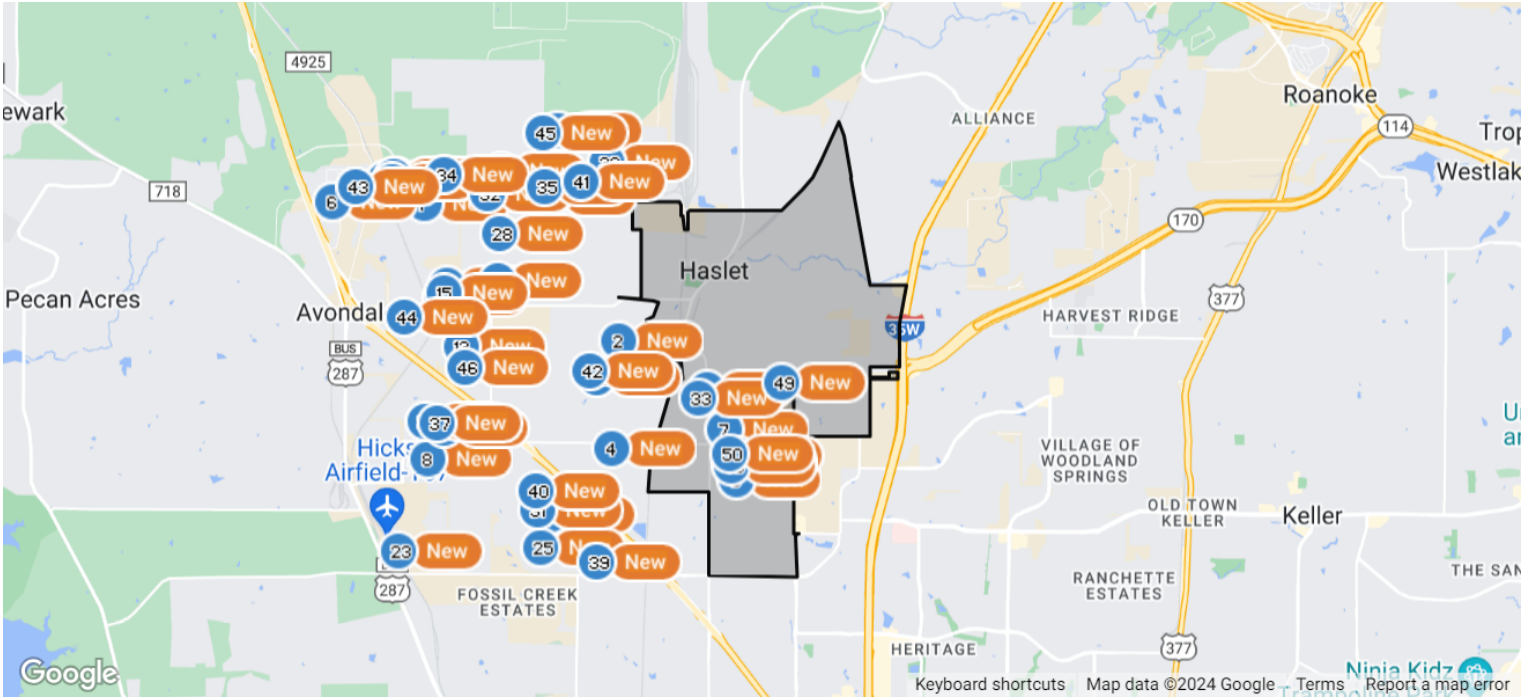 4925
ewark
ALLIANCE
Roanoke
114
Trop
Westlak
718
45 New
34 New
43 New
35
41 New
6
28 New
170
Haslet
Pecan Acres
15 New
New
377
Avondal
44 New
HARVEST RIDGE
35W
BUS
287
2 New
46 New
42 New
33 New
49 New
37 New
7 New
4 New
50 New
8 New
Hicks
Airfield-
VILLAGE OF
WOODLAND
SPRINGS
40 New
31 New
OLD TOWN
KELLER
Keller
23 New
25
39 New
287
FOSSIL CREEK
ESTATES
RANCHETTE
ESTATES
THE SAN
HERITAGE
377
Ninja Kidz
Google
Keyboard shortcuts Map data ©2024 Google Terms Report a map error